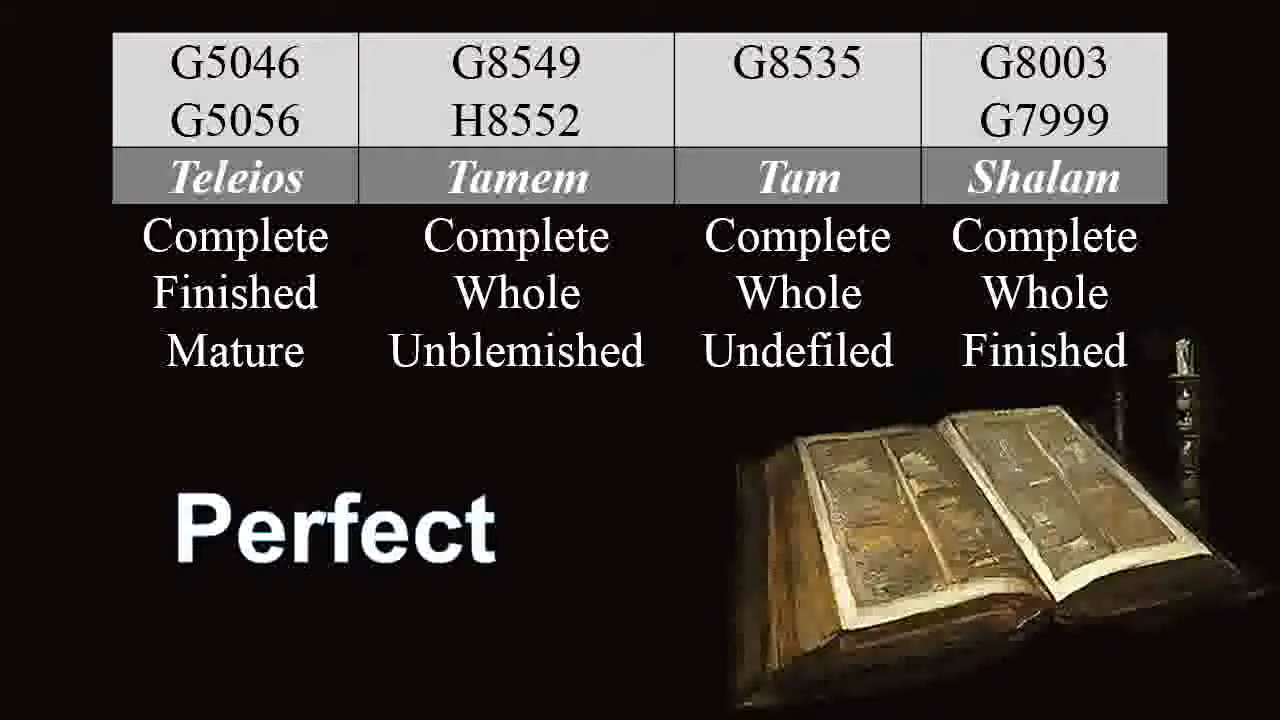 G5046 G8549 G8535 G8003
G5056 H8552 G7999
Teleios Tamem Tam Shalam
Complete Complete Complete Complete
Finished Whole Whole Whole
Mature Unblemished Undefiled Finished
Perfect